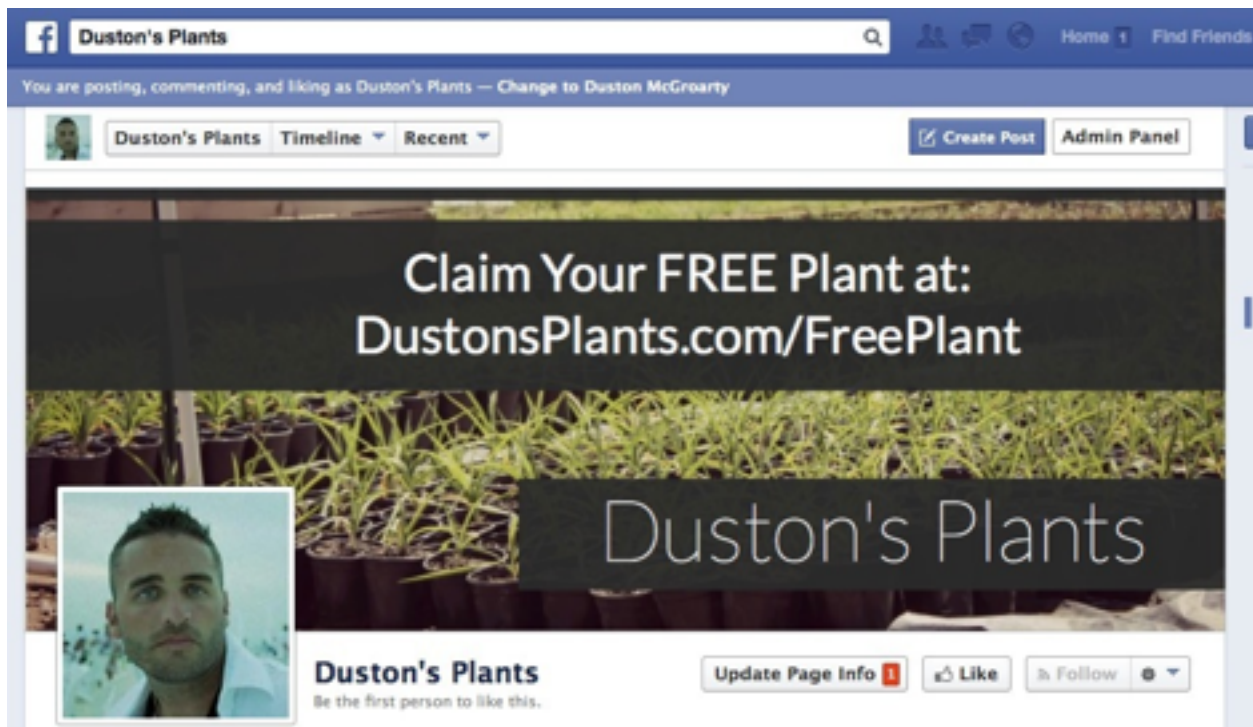 f Duston's Plants Home 1 Find Friends
You are posting, commenting, and liking as Duston's Plants — Change to Duston McGroarty
Duston's Plants Timeline Recent Create Post Admin Panel
Claim Your FREE Plant at:
DustonsPlants.com/FreePlant
Duston's Plants
Duston's Plants Update Page Info 1 Like Follow
Be the first person to like this.